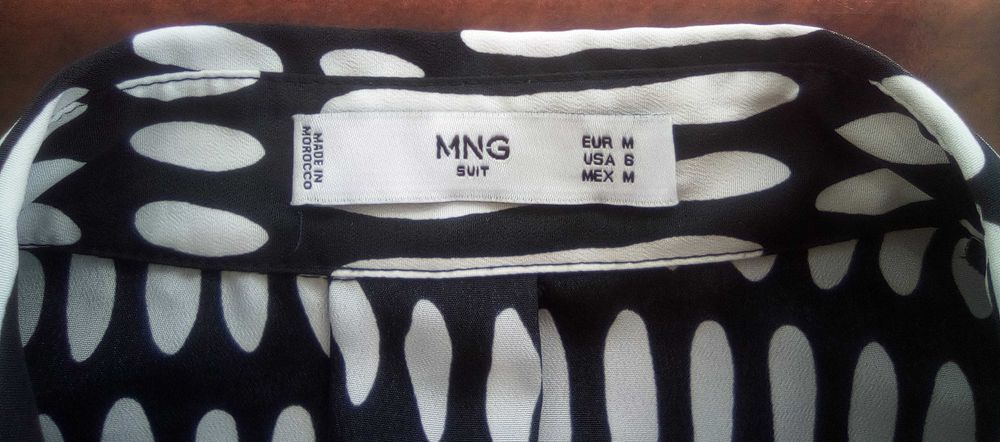 MADE IN
MOROCCO
MNG
SUIT
EUR M
USA 6
MEX M